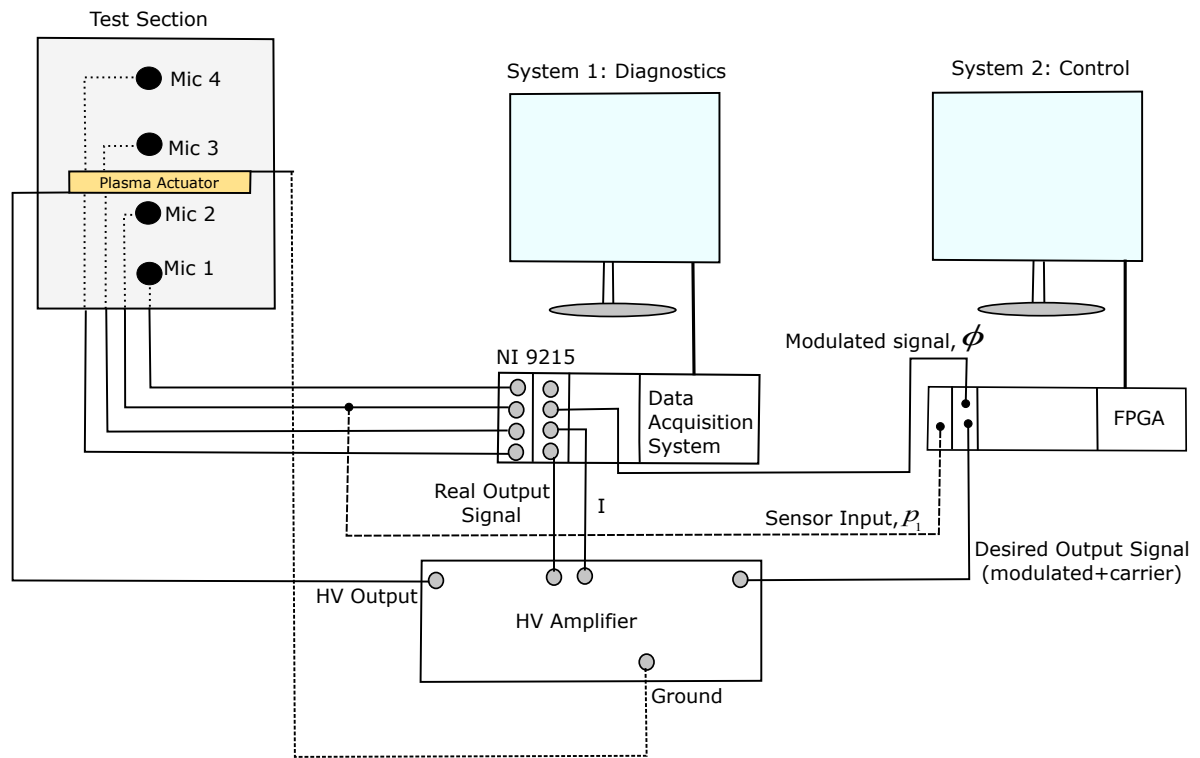 Test Section
Mic 4
Mic 3
Plasma Actuator
Mic 2
Mic 1
System 1: Diagnostics
System 2: Control
NI 9215
Data
Acquisition
System
Modulated signal, ϕ
FPGA
Real Output
Signal
I
Sensor Input, p₁
Desired Output Signal
(modulated+carrier)
HV Output
HV Amplifier
Ground